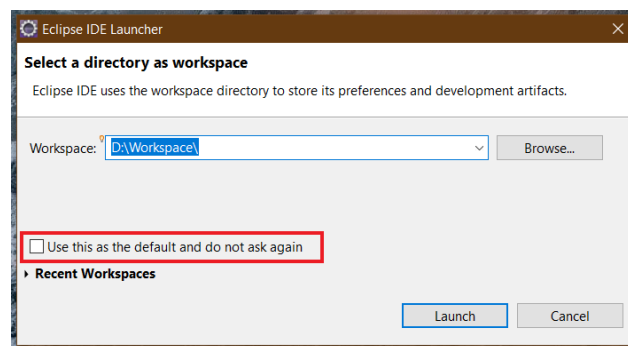 Eclipse IDE Launcher
Select a directory as workspace
Eclipse IDE uses the workspace directory to store its preferences and development artifacts.
Workspace: D:\Workspace\ Browse...
Use this as the default and do not ask again
Recent Workspaces
Launch Cancel